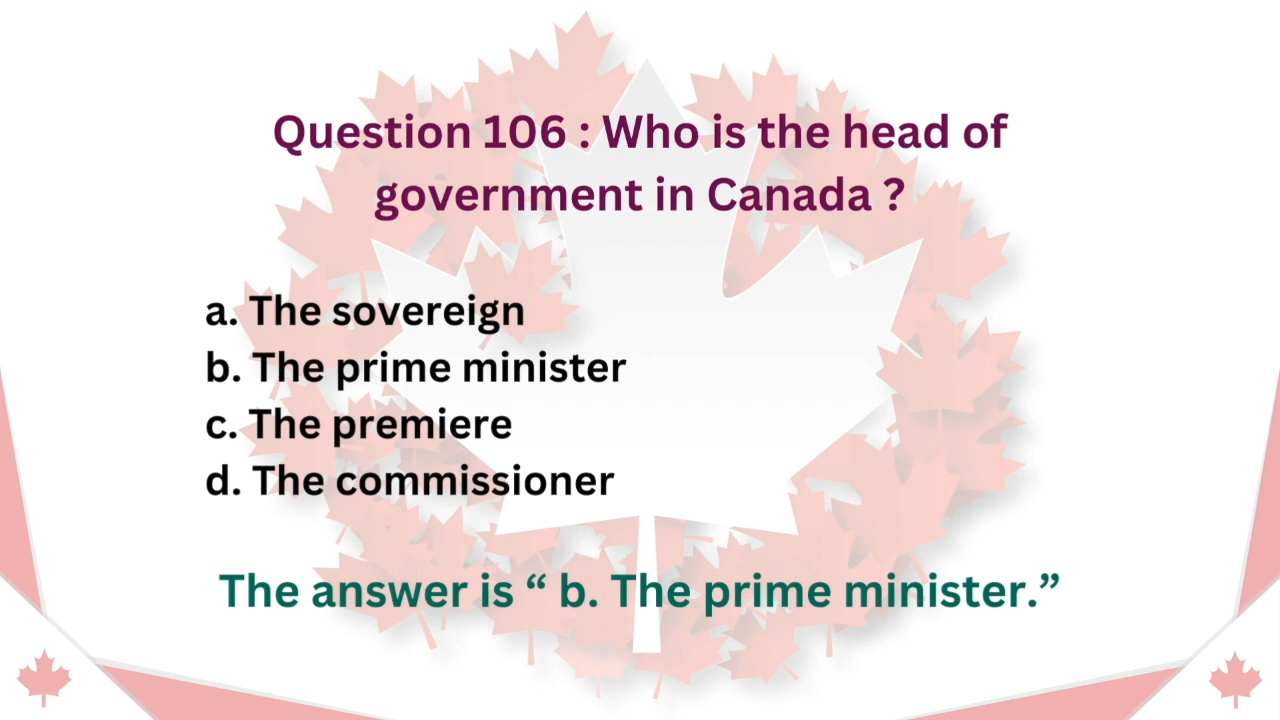 Question 106 : Who is the head of
government in Canada ?
a. The sovereign
b. The prime minister
c. The premiere
d. The commissioner
The answer is “ b. The prime minister.”